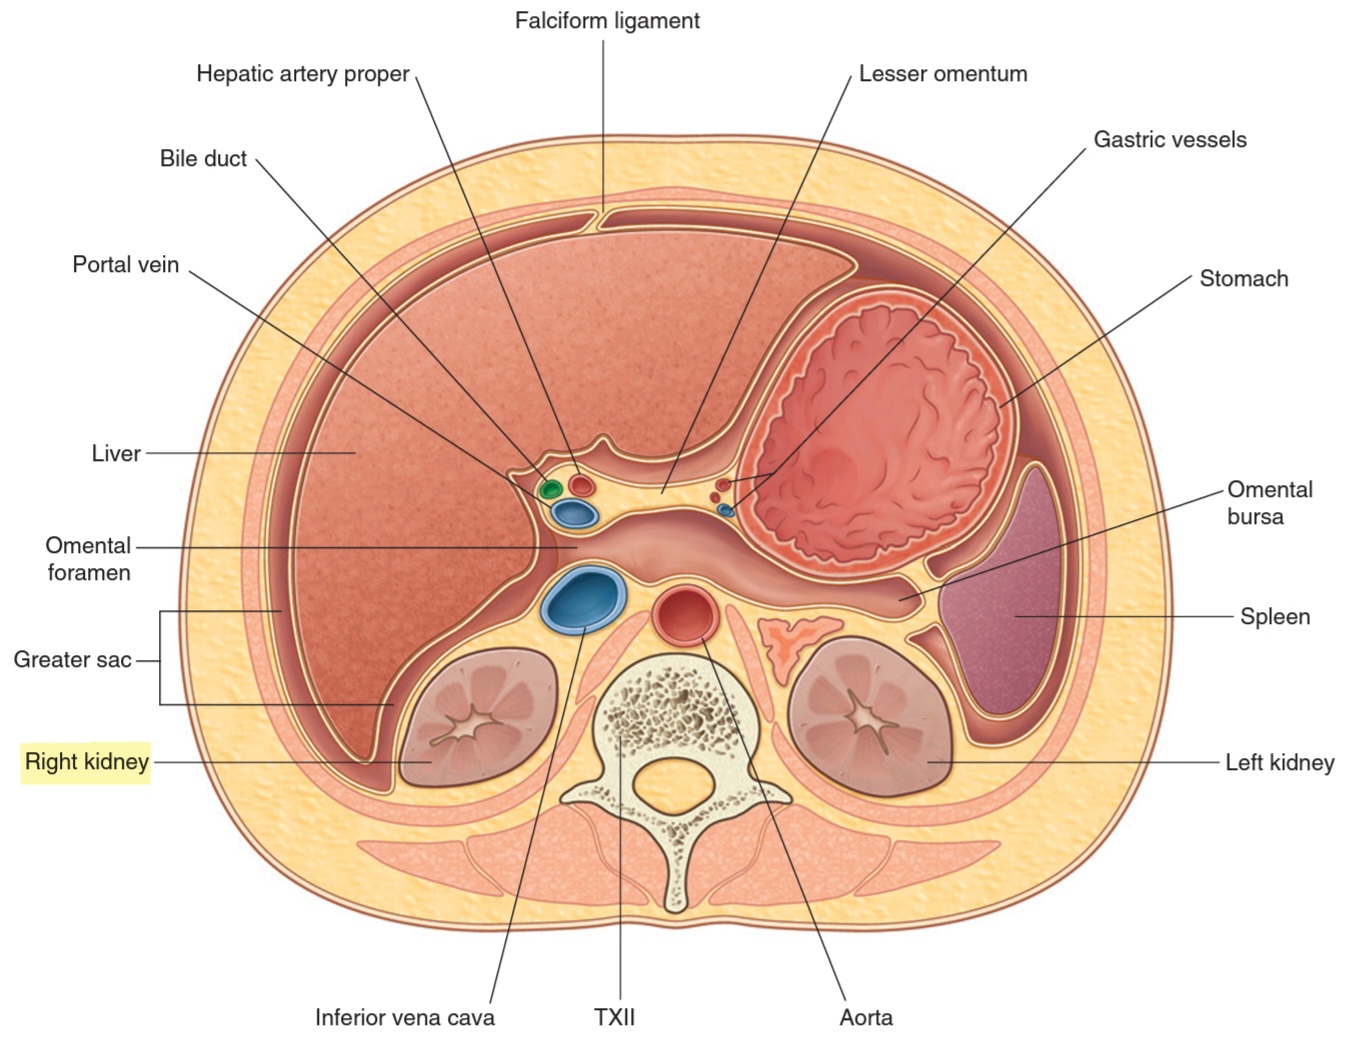 Falciform ligament
Hepatic artery proper
Lesser omentum
Gastric vessels
Bile duct
Portal vein
Stomach
Liver
Omental
bursa
Omental
foramen
Spleen
Greater sac
Right kidney
Left kidney
Inferior vena cava
TXII
Aorta